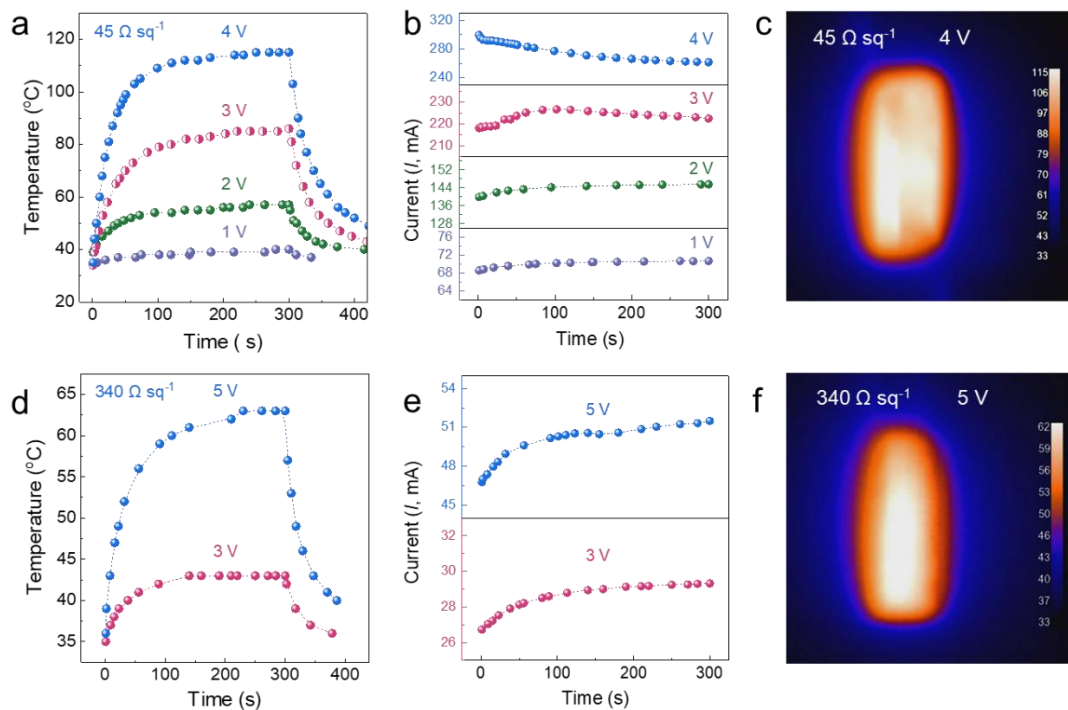 a
45 Ω sq⁻¹ 4 V
3 V
2 V
1 V
120
100
80
60
40
20
Temperature (°C)
0 100 200 300 400
Time ( s)
b
320
280
240
4 V
230
220
210
3 V
152
144
136
128
2 V
76
72
68
64
1 V
Current (I, mA)
0 100 200 300
Time (s)
c
45 Ω sq⁻¹ 4 V
115
106
97
88
79
70
61
52
43
33
d
340 Ω sq⁻¹ 5 V
3 V
65
60
55
50
45
40
35
Temperature (°C)
0 100 200 300 400
Time (s)
e
54
51
48
45
5 V
32
30
28
26
3 V
Current (I, mA)
0 100 200 300
Time (s)
f
340 Ω sq⁻¹ 5 V
62
59
56
53
50
46
43
40
37
33